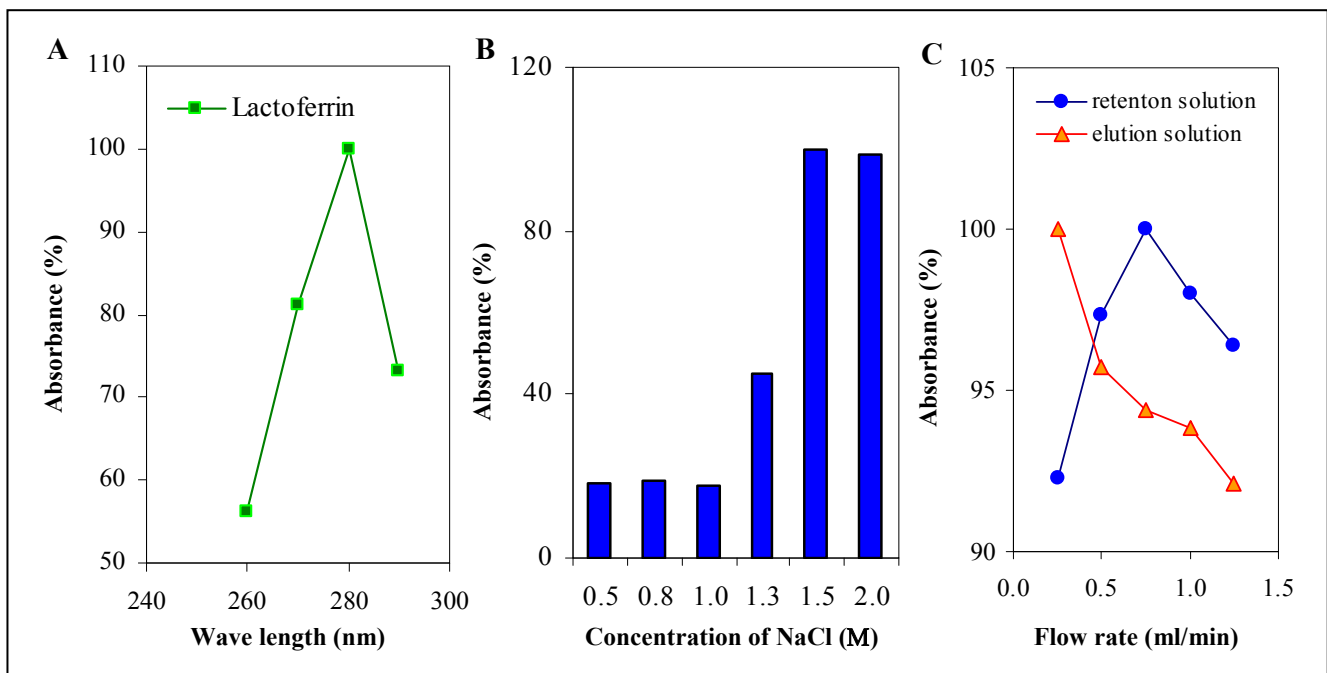 A
110
100
90
80
70
60
50
240
260
280
300
Absorbance (%)
Wave length (nm)
Lactoferrin
B
120
80
40
0
0.5
0.8
1.0
1.3
1.5
2.0
Absorbance (%)
Concentration of NaCl (M)
C
105
100
95
90
0.0
0.5
1.0
1.5
Absorbance (%)
Flow rate (ml/min)
retenton solution
elution solution